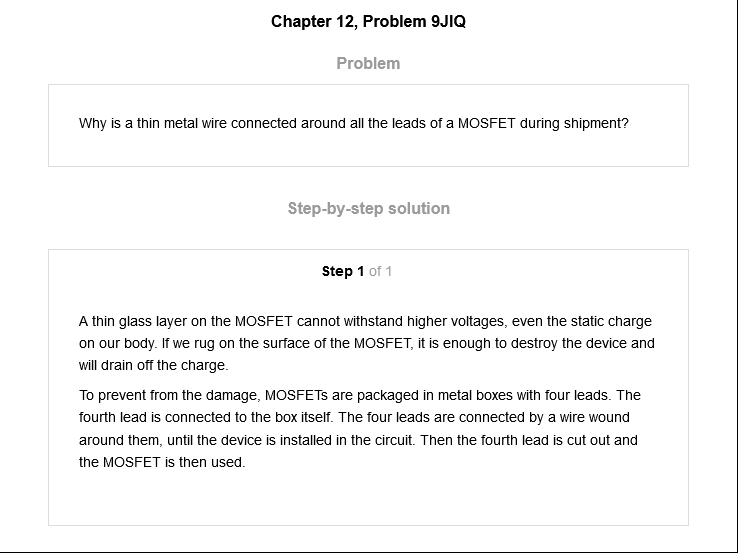 Chapter 12, Problem 9JIQ
Problem
Why is a thin metal wire connected around all the leads of a MOSFET during shipment?
Step-by-step solution
Step 1 of 1
A thin glass layer on the MOSFET cannot withstand higher voltages, even the static charge
on our body. If we rug on the surface of the MOSFET, it is enough to destroy the device and
will drain off the charge.
To prevent from the damage, MOSFETs are packaged in metal boxes with four leads. The
fourth lead is connected to the box itself. The four leads are connected by a wire wound
around them, until the device is installed in the circuit. Then the fourth lead is cut out and
the MOSFET is then used.